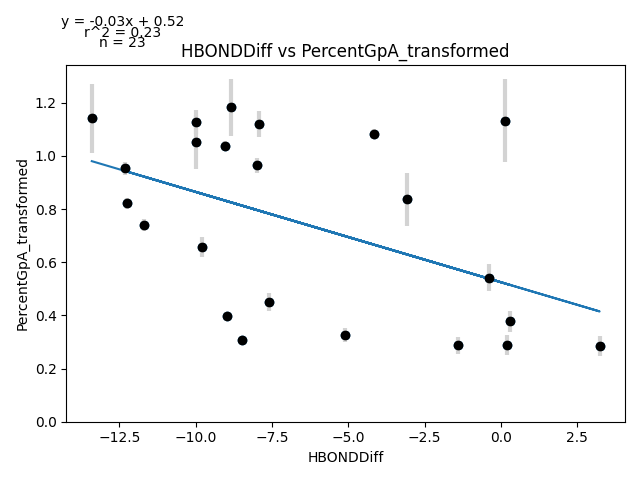 y = -0.03x + 0.52
r^2 = 0.23
n = 23
HBONDDiff vs PercentGpA_transformed
PercentGpA_transformed
1.2
1.0
0.8
0.6
0.4
0.2
0.0
−12.5 −10.0 −7.5 −5.0 −2.5 0.0 2.5
HBONDDiff